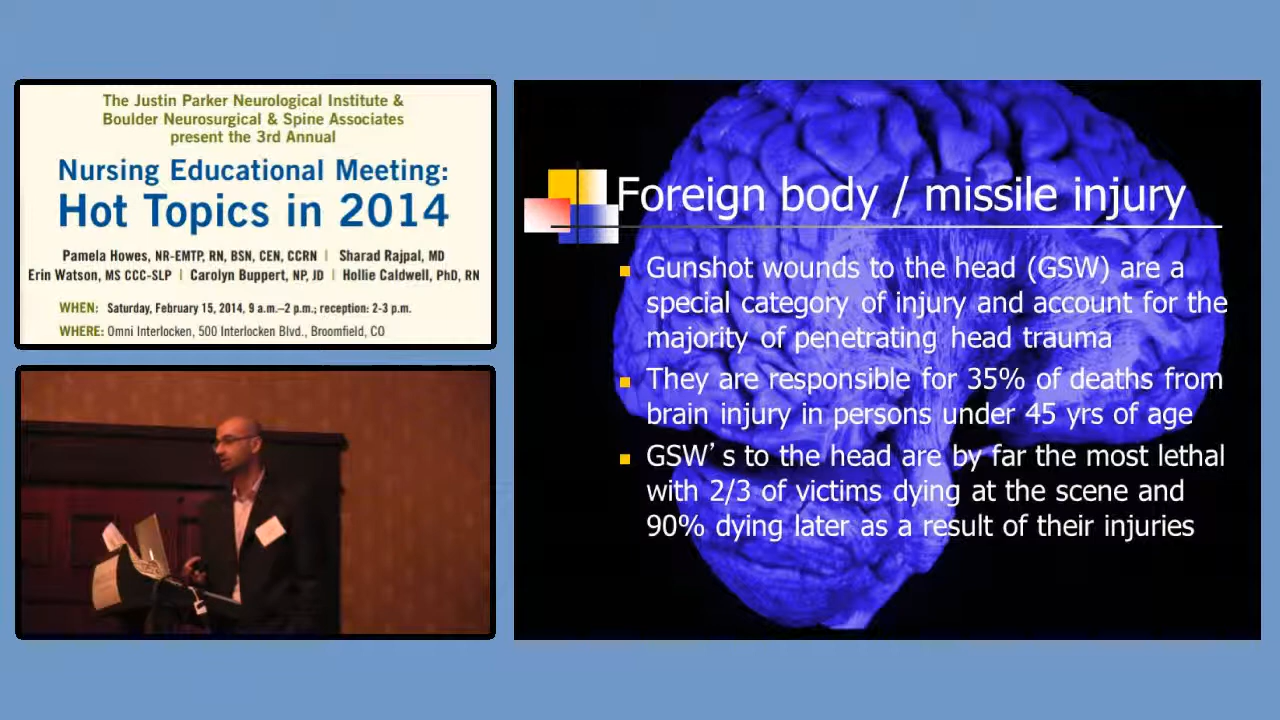 The Justin Parker Neurological Institute &
Boulder Neurosurgical & Spine Associates
present the 3rd Annual
Nursing Educational Meeting:
Hot Topics in 2014
Pamela Howes, NR-EMTP, RN, BSN, CEN, CCRN | Sharad Rajpal, MD
Erin Watson, MS CCC-SLP | Carolyn Buppert, NP, JD | Hollie Caldwell, PhD, RN
WHEN: Saturday, February 15, 2014, 9 a.m.–2 p.m.; reception: 2-3 p.m.
WHERE: Omni Interlocken, 500 Interlocken Blvd., Broomfield, CO
Foreign body / missile injury
Gunshot wounds to the head (GSW) are a
special category of injury and account for the
majority of penetrating head trauma
They are responsible for 35% of deaths from
brain injury in persons under 45 yrs of age
GSW’s to the head are by far the most lethal
with 2/3 of victims dying at the scene and
90% dying later as a result of their injuries